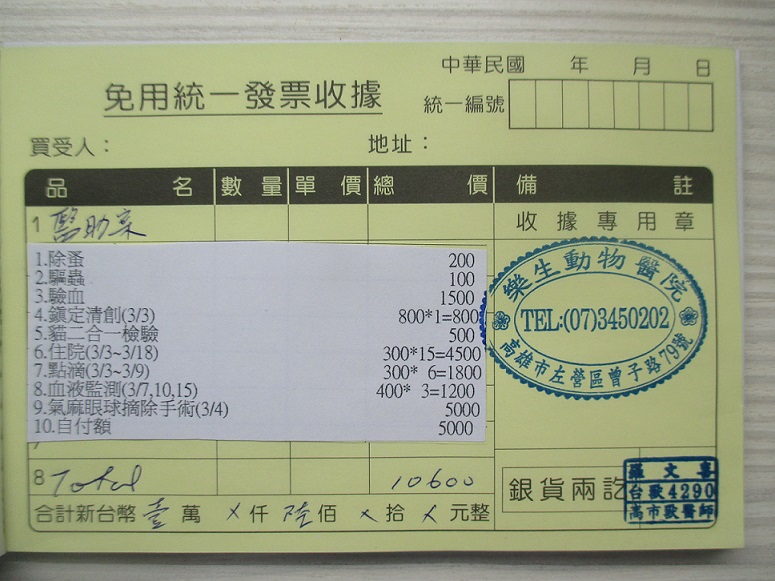 中華民國 年 月 日
免用統一發票收據
統一編號
買受人： 地址：
品 名 數 量 單 價 總 價 備 註
1 醫助案 收據專用章
1.除蚤 200
2.驅蟲 100
3.驗血 1500
4.鎮定清創(3/3) 800*1=800
5.貓二合一檢驗 500
6.住院(3/3~3/18) 300*15=4500
7.點滴(3/3~3/9) 300* 6=1800
8.血液監測(3/7,10,15) 400* 3=1200
9.氣麻眼球摘除手術(3/4) 5000
10.自付額 5000
樂生動物醫院
TEL:(07)3450202
高雄市左營區曾子路79號
7
8 Total 10600
銀貨兩訖
羅文喜
台獸4290
高市獸醫師
合計新台幣 壹 萬 × 仟 陸 佰 × 拾 × 元整